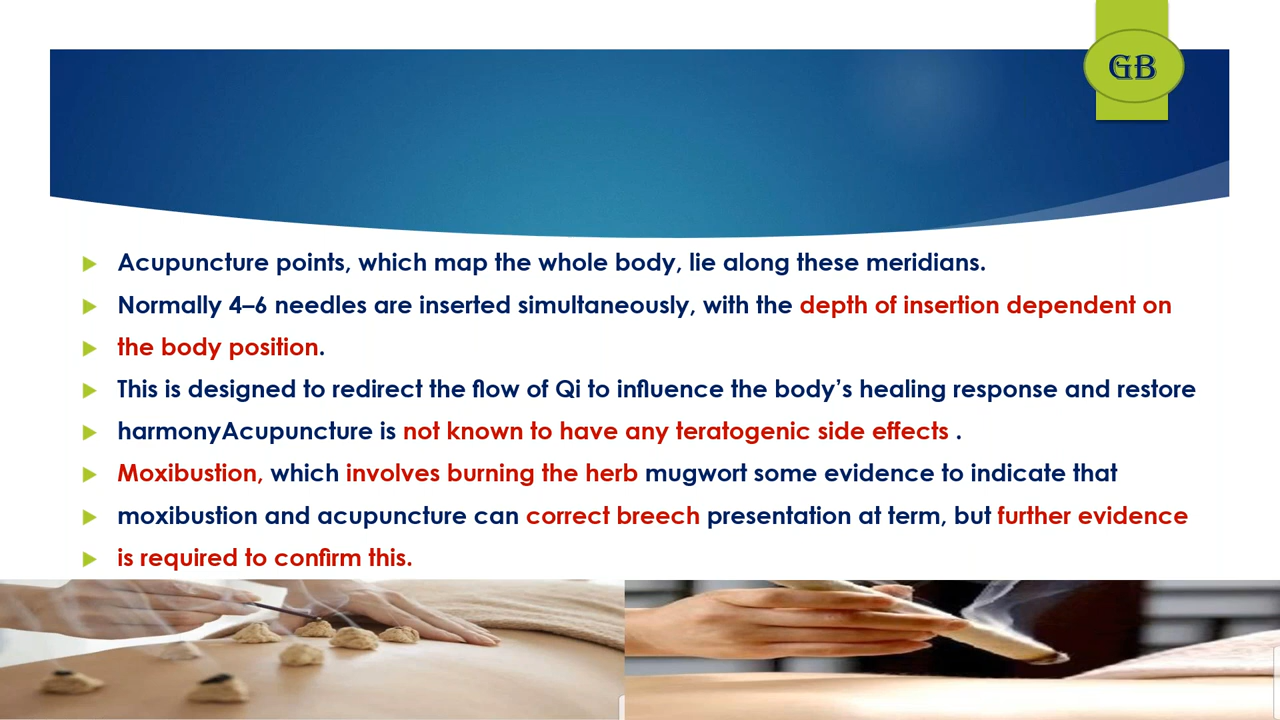 GB
Acupuncture points, which map the whole body, lie along these meridians.
Normally 4–6 needles are inserted simultaneously, with the depth of insertion dependent on
the body position.
This is designed to redirect the flow of Qi to influence the body’s healing response and restore
harmonyAcupuncture is not known to have any teratogenic side effects .
Moxibustion, which involves burning the herb mugwort some evidence to indicate that
moxibustion and acupuncture can correct breech presentation at term, but further evidence
is required to confirm this.